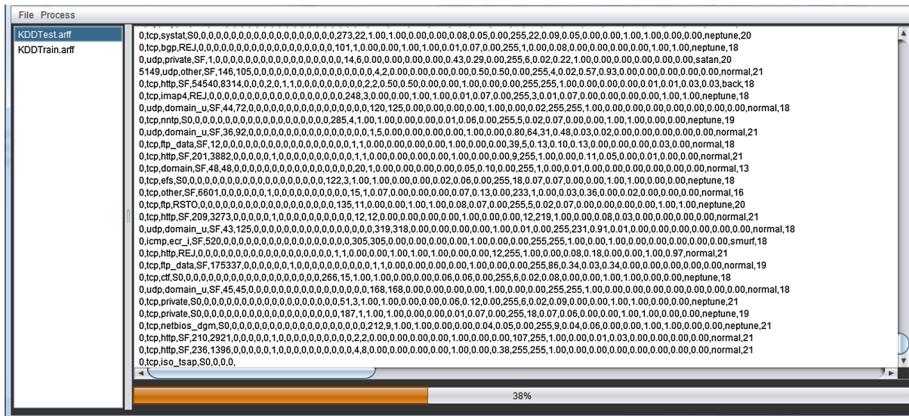 File Process
KDDTest.arff
KDDTrain.arff
0,tcp,systat,S0,0,0,0,0,0,0,0,0,0,0,0,0,0,0,0,0,0,0,273,22,1.00,1.00,0.00,0.00,0.08,0.05,0.00,255,22,0.09,0.05,0.00,0.00,1.00,1.00,0.00,0.00,neptune,20
0,tcp,bgp,REJ,0,0,0,0,0,0,0,0,0,0,0,0,0,0,0,0,0,0,101,1,0.00,0.00,1.00,1.00,0.01,0.07,0.00,255,1,0.00,0.08,0.00,0.00,0.00,0.00,1.00,1.00,neptune,18
0,udp,private,SF,1,0,0,0,0,0,0,0,0,0,0,0,0,0,0,0,0,0,14,6,0.00,0.00,0.00,0.00,0.43,0.29,0.00,255,6,0.02,0.22,1.00,0.00,0.00,0.00,0.00,0.00,satan,20
5149,udp,other,SF,146,105,0,0,0,0,0,0,0,0,0,0,0,0,0,0,0,0,4,2,0.00,0.00,0.00,0.00,0.50,0.50,0.00,255,4,0.02,0.57,0.93,0.00,0.00,0.00,0.00,0.00,normal,21
0,tcp,http,SF,54540,8314,0,0,0,2,0,1,1,0,0,0,0,0,0,0,0,0,2,2,0.50,0.50,0.00,0.00,1.00,0.00,0.00,255,255,1.00,0.00,0.00,0.00,0.01,0.01,0.03,0.03,back,18
0,tcp,imap4,REJ,0,0,0,0,0,0,0,0,0,0,0,0,0,0,0,0,0,0,248,3,0.00,0.00,1.00,1.00,0.01,0.07,0.00,255,3,0.01,0.07,0.00,0.00,0.00,0.00,1.00,1.00,neptune,18
0,udp,domain_u,SF,44,72,0,0,0,0,0,0,0,0,0,0,0,0,0,0,0,0,120,125,0.00,0.00,0.00,0.00,1.00,0.00,0.02,255,255,1.00,0.00,0.00,0.00,0.00,0.00,0.00,0.00,normal,18
0,tcp,nntp,S0,0,0,0,0,0,0,0,0,0,0,0,0,0,0,0,0,0,0,285,4,1.00,1.00,0.00,0.00,0.01,0.06,0.00,255,5,0.02,0.07,0.00,0.00,1.00,1.00,0.00,0.00,neptune,19
0,udp,domain_u,SF,36,92,0,0,0,0,0,0,0,0,0,0,0,0,0,0,0,0,1,5,0.00,0.00,0.00,0.00,1.00,0.00,0.80,64,31,0.48,0.03,0.02,0.00,0.00,0.00,0.00,0.00,normal,21
0,tcp,ftp_data,SF,12,0,0,0,0,0,0,1,0,0,0,0,0,0,0,0,0,0,1,1,0.00,0.00,0.00,0.00,1.00,0.00,0.00,39,5,0.13,0.10,0.13,0.00,0.00,0.00,0.03,0.00,normal,18
0,tcp,http,SF,201,3882,0,0,0,0,0,1,0,0,0,0,0,0,0,0,0,0,1,1,0.00,0.00,0.00,0.00,1.00,0.00,0.00,9,255,1.00,0.00,0.11,0.05,0.00,0.01,0.00,0.00,normal,21
0,tcp,domain,SF,48,48,0,0,0,0,0,0,0,0,0,0,0,0,0,0,0,0,20,1,0.00,0.00,0.00,0.00,0.05,0.10,0.00,255,1,0.00,0.01,0.00,0.00,0.00,0.00,0.00,0.00,normal,13
0,tcp,efs,S0,0,0,0,0,0,0,0,0,0,0,0,0,0,0,0,0,0,0,122,3,1.00,1.00,0.00,0.00,0.02,0.06,0.00,255,18,0.07,0.07,0.00,0.00,1.00,1.00,0.00,0.00,neptune,18
0,tcp,other,SF,6601,0,0,0,0,0,0,1,0,0,0,0,0,0,0,0,0,0,15,1,0.07,0.00,0.00,0.00,0.07,0.13,0.00,233,1,0.00,0.03,0.36,0.00,0.02,0.00,0.00,0.00,normal,16
0,tcp,ftp,RSTO,0,0,0,0,0,0,0,0,0,0,0,0,0,0,0,0,0,0,135,11,0.00,0.00,1.00,1.00,0.08,0.07,0.00,255,5,0.02,0.07,0.00,0.00,0.00,0.00,1.00,1.00,neptune,20
0,tcp,http,SF,209,3273,0,0,0,0,0,1,0,0,0,0,0,0,0,0,0,0,12,12,0.00,0.00,0.00,0.00,1.00,0.00,0.00,12,219,1.00,0.00,0.08,0.03,0.00,0.00,0.00,0.00,normal,21
0,udp,domain_u,SF,43,125,0,0,0,0,0,0,0,0,0,0,0,0,0,0,0,0,319,318,0.00,0.00,0.00,0.00,1.00,0.01,0.00,255,231,0.91,0.01,0.00,0.00,0.00,0.00,0.00,0.00,normal,18
0,icmp,ecr_i,SF,520,0,0,0,0,0,0,0,0,0,0,0,0,0,0,0,0,0,305,305,0.00,0.00,0.00,0.00,1.00,0.00,0.00,255,255,1.00,0.00,1.00,0.00,0.00,0.00,0.00,0.00,smurf,18
0,tcp,http,REJ,0,0,0,0,0,0,0,0,0,0,0,0,0,0,0,0,0,0,1,1,0.00,0.00,1.00,1.00,1.00,0.00,0.00,12,255,1.00,0.00,0.08,0.18,0.00,0.00,1.00,0.97,normal,21
0,tcp,ftp_data,SF,175337,0,0,0,0,0,0,1,0,0,0,0,0,0,0,0,0,0,1,1,0.00,0.00,0.00,0.00,1.00,0.00,0.00,255,86,0.34,0.03,0.34,0.00,0.00,0.00,0.00,0.00,normal,19
0,tcp,ctf,S0,0,0,0,0,0,0,0,0,0,0,0,0,0,0,0,0,0,0,266,15,1.00,1.00,0.00,0.00,0.06,0.06,0.00,255,6,0.02,0.08,0.00,0.00,1.00,1.00,0.00,0.00,neptune,18
0,udp,domain_u,SF,45,45,0,0,0,0,0,0,0,0,0,0,0,0,0,0,0,0,168,168,0.00,0.00,0.00,0.00,1.00,0.00,0.00,255,255,1.00,0.00,0.00,0.00,0.00,0.00,0.00,0.00,normal,18
0,tcp,private,S0,0,0,0,0,0,0,0,0,0,0,0,0,0,0,0,0,0,0,51,3,1.00,1.00,0.00,0.00,0.06,0.12,0.00,255,6,0.02,0.09,0.00,0.00,1.00,1.00,0.00,0.00,neptune,21
0,tcp,private,S0,0,0,0,0,0,0,0,0,0,0,0,0,0,0,0,0,0,0,187,1,1.00,1.00,0.00,0.00,0.01,0.07,0.00,255,18,0.07,0.06,0.00,0.00,1.00,1.00,0.00,0.00,neptune,19
0,tcp,netbios_dgm,S0,0,0,0,0,0,0,0,0,0,0,0,0,0,0,0,0,0,0,212,9,1.00,1.00,0.00,0.00,0.04,0.05,0.00,255,9,0.04,0.06,0.00,0.00,1.00,1.00,0.00,0.00,neptune,21
0,tcp,http,SF,210,2921,0,0,0,0,0,1,0,0,0,0,0,0,0,0,0,0,2,2,0.00,0.00,0.00,0.00,1.00,0.00,0.00,107,255,1.00,0.00,0.01,0.03,0.00,0.00,0.00,0.00,normal,21
0,tcp,http,SF,236,1396,0,0,0,0,0,1,0,0,0,0,0,0,0,0,0,0,4,8,0.00,0.00,0.00,0.00,1.00,0.00,0.38,255,255,1.00,0.00,0.00,0.00,0.00,0.00,0.00,0.00,normal,21
0,tcp,iso_tsap,S0,0,0,0,
38%